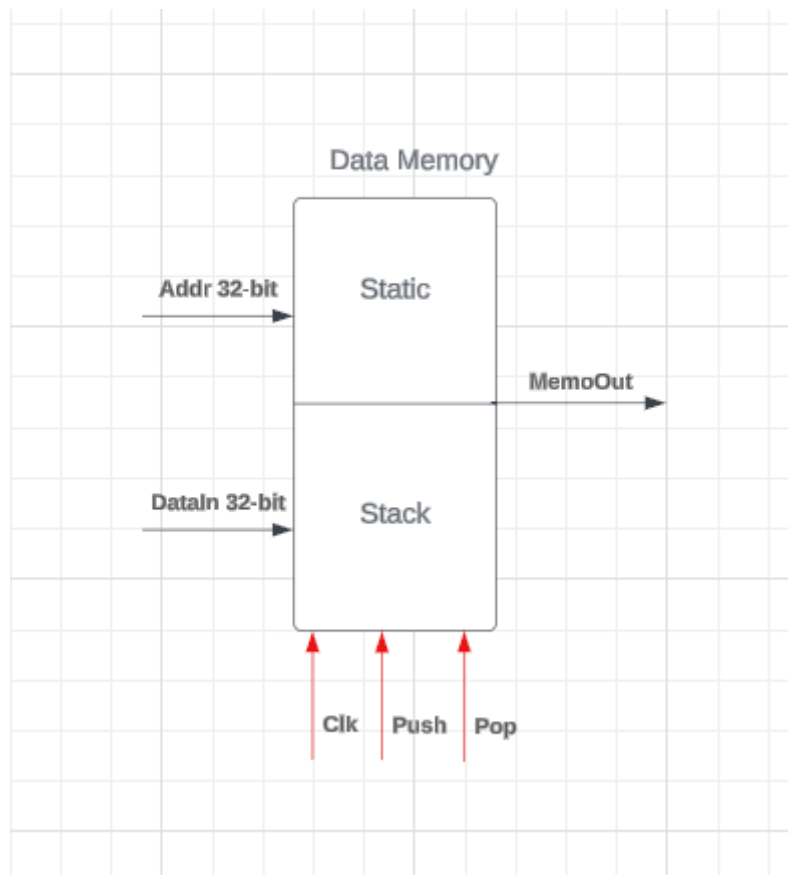 Data Memory
Addr 32-bit
Static
MemoOut
DataIn 32-bit
Stack
Clk
Push
Pop